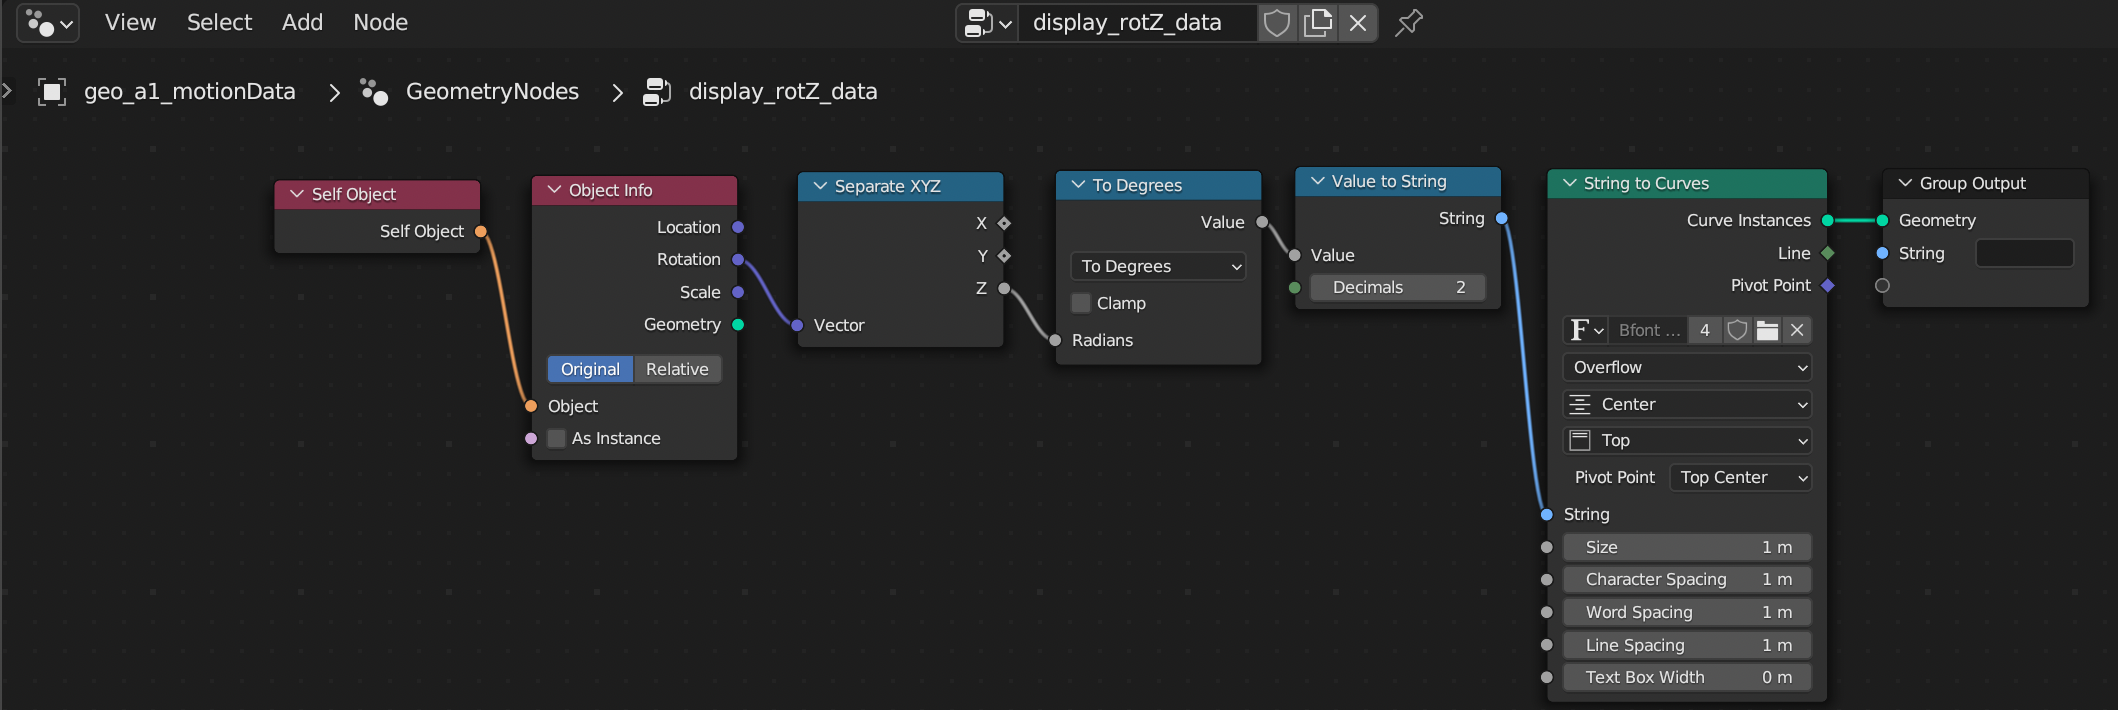 View Select Add Node
display_rotZ_data
geo_a1_motionData > GeometryNodes > display_rotZ_data
Self Object
Self Object
Object Info
Location
Rotation
Scale
Geometry
Original Relative
Object
As Instance
Separate XYZ
X
Y
Z
Vector
To Degrees
Value
To Degrees
Clamp
Radians
Value to String
String
Value
Decimals 2
String to Curves
Curve Instances
Line
Pivot Point
F Bfont ... 4
Overflow
Center
Top
Pivot Point Top Center
String
Size 1 m
Character Spacing 1 m
Word Spacing 1 m
Line Spacing 1 m
Text Box Width 0 m
Group Output
Geometry
String